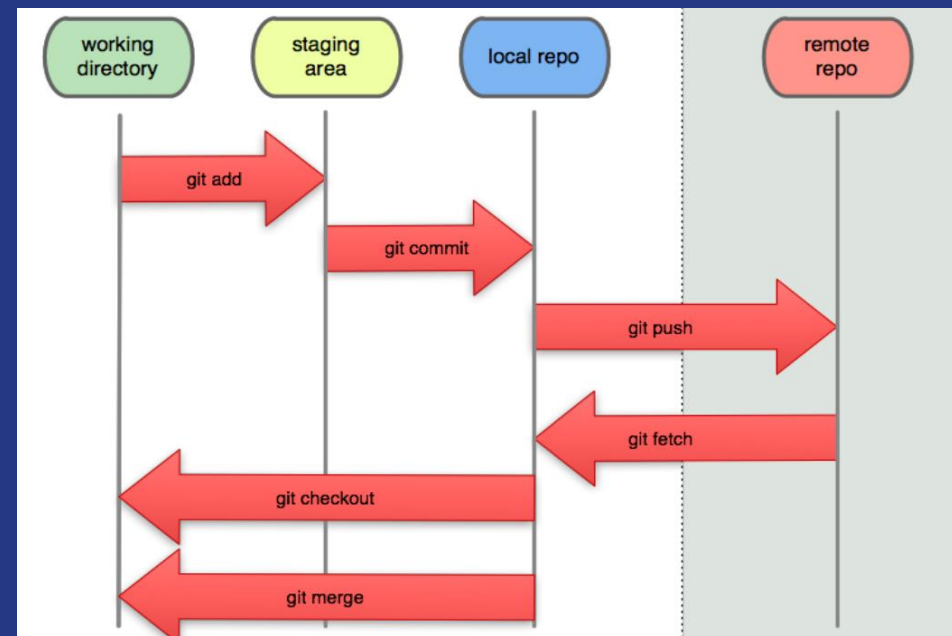 working
directory
staging
area
local repo
remote
repo
git add
git commit
git push
git fetch
git checkout
git merge